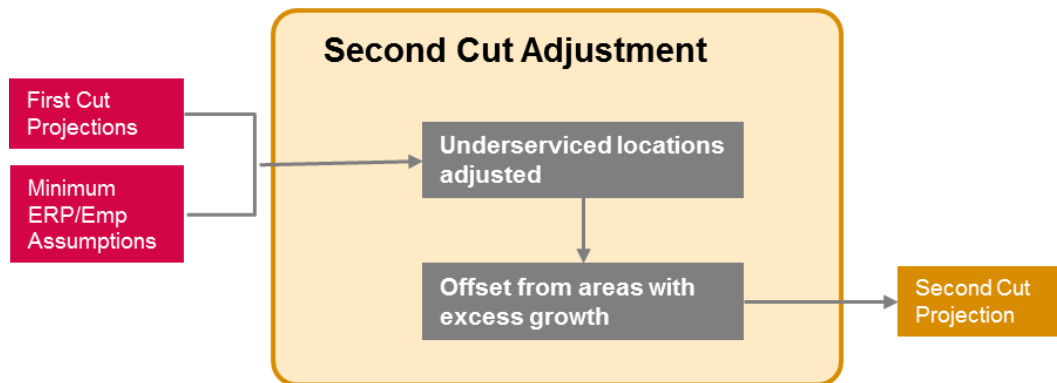 Second Cut Adjustment
First Cut
Projections
Minimum
ERP/Emp
Assumptions
Underserviced locations
adjusted
Offset from areas with
excess growth
Second Cut
Projection